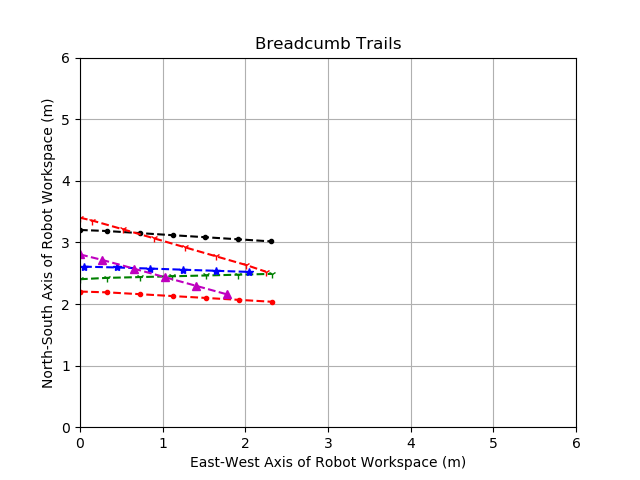 Breadcumb Trails
North-South Axis of Robot Workspace (m)
6
5
4
3
2
1
0
0 1 2 3 4 5 6
East-West Axis of Robot Workspace (m)